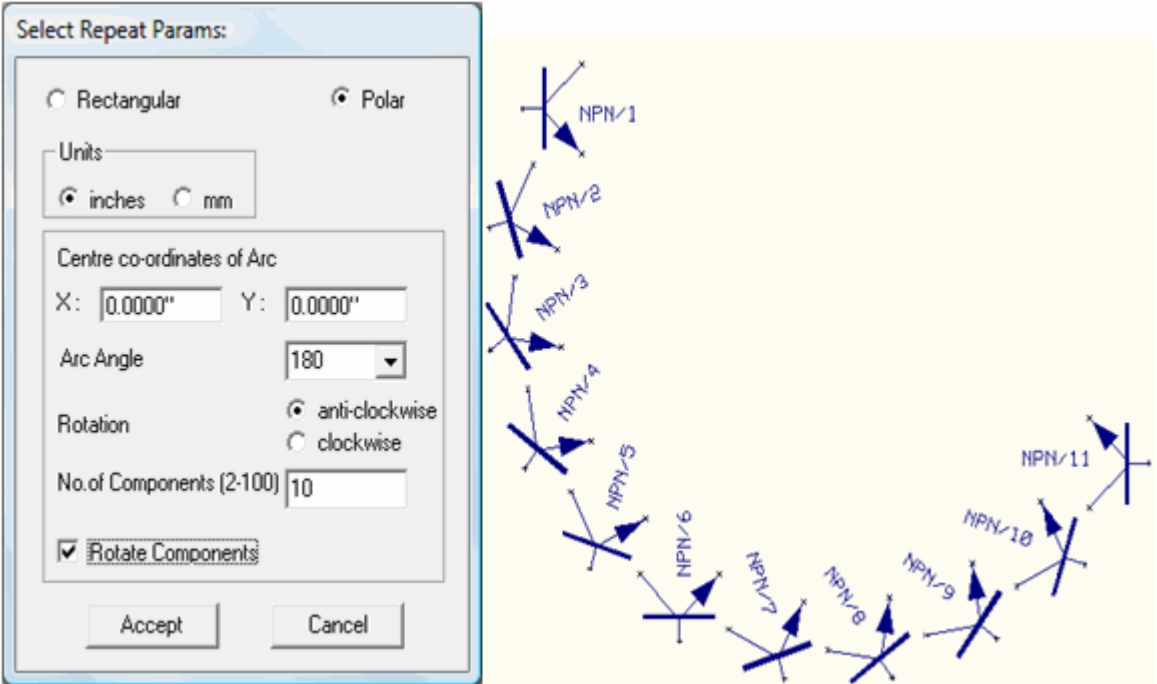 Select Repeat Params:
Rectangular Polar
Units
inches mm
Centre co-ordinates of Arc
X: 0.0000" Y: 0.0000"
Arc Angle 180
Rotation anti-clockwise
clockwise
No.of Components (2-100) 10
Rotate Components
Accept Cancel
NPN/1
NPN/2
NPN/3
NPN/4
NPN/5
NPN/6
NPN/7
NPN/8
NPN/9
NPN/10
NPN/11